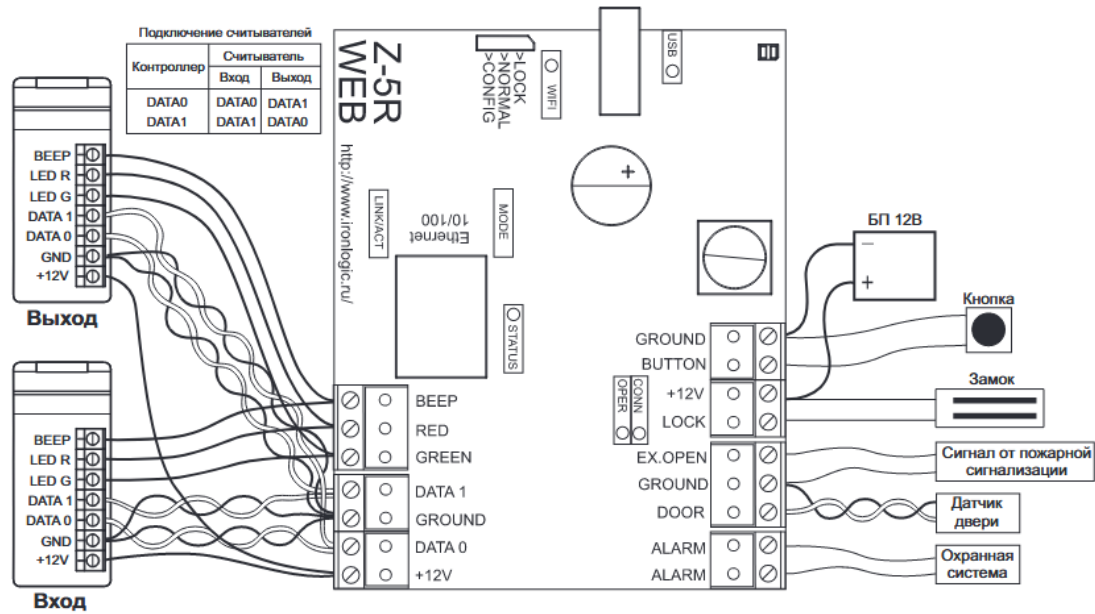 Подключение считывателей
Контроллер
Считыватель
Вход Выход
DATA0 DATA0 DATA1
DATA1 DATA1 DATA0
BEEP
LED R
LED G
DATA 1
DATA 0
GND
+12V
Выход
BEEP
LED R
LED G
DATA 1
DATA 0
GND
+12V
Вход
Z-5R
WEB
http://www.ironlogic.ru/
>LOCK
>NORMAL
>CONFIG
WIFI
USB
LINK/ACT
Ethernet
10/100
MODE
STATUS
BEEP
RED
GREEN
DATA 1
GROUND
DATA 0
+12V
CONN
OPER
GROUND
BUTTON
+12V
LOCK
EX.OPEN
GROUND
DOOR
ALARM
ALARM
БП 12В
–
+
+
Кнопка
Замок
Сигнал от пожарной
сигнализации
Датчик
двери
Охранная
система